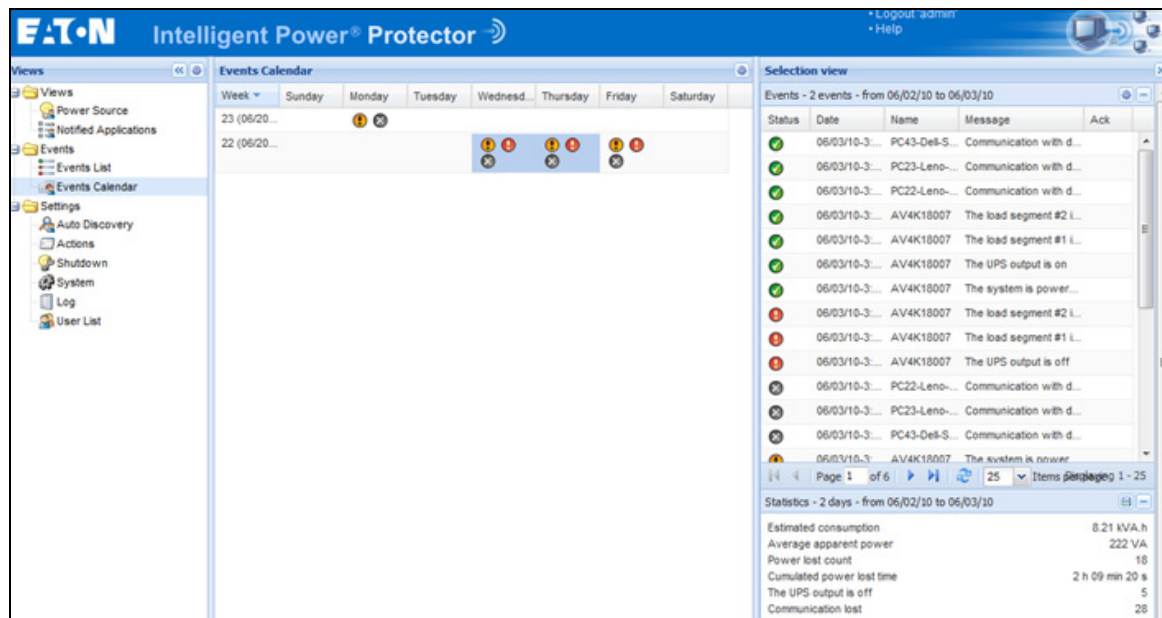 • Logout 'admin'
• Help
EATON Intelligent Power® Protector
Views
Views
Power Source
Notified Applications
Events
Events List
Events Calendar
Settings
Auto Discovery
Actions
Shutdown
System
Log
User List
Events Calendar
Week Sunday Monday Tuesday Wednesd... Thursday Friday Saturday
23 (06/20...
22 (06/20...
Selection view
Events - 2 events - from 06/02/10 to 06/03/10
Status Date Name Message Ack
06/03/10-3:... PC43-Dell-S... Communication with d...
06/03/10-3:... PC23-Leno-... Communication with d...
06/03/10-3:... PC22-Leno-... Communication with d...
06/03/10-3:... AV4K18007 The load segment #2 i...
06/03/10-3:... AV4K18007 The load segment #1 i...
06/03/10-3:... AV4K18007 The UPS output is on
06/03/10-3:... AV4K18007 The system is power...
06/03/10-3:... AV4K18007 The load segment #2 i...
06/03/10-3:... AV4K18007 The load segment #1 i...
06/03/10-3:... AV4K18007 The UPS output is off
06/03/10-3:... PC22-Leno-... Communication with d...
06/03/10-3:... PC23-Leno-... Communication with d...
06/03/10-3:... PC43-Dell-S... Communication with d...
06/03/10-3: AV4K18007 The system is power
Page 1 of 6 25 Items 1 - 25
Statistics - 2 days - from 06/02/10 to 06/03/10
Estimated consumption 8.21 kVA.h
Average apparent power 222 VA
Power lost count 18
Cumulated power lost time 2 h 09 min 20 s
The UPS output is off 5
Communication lost 28